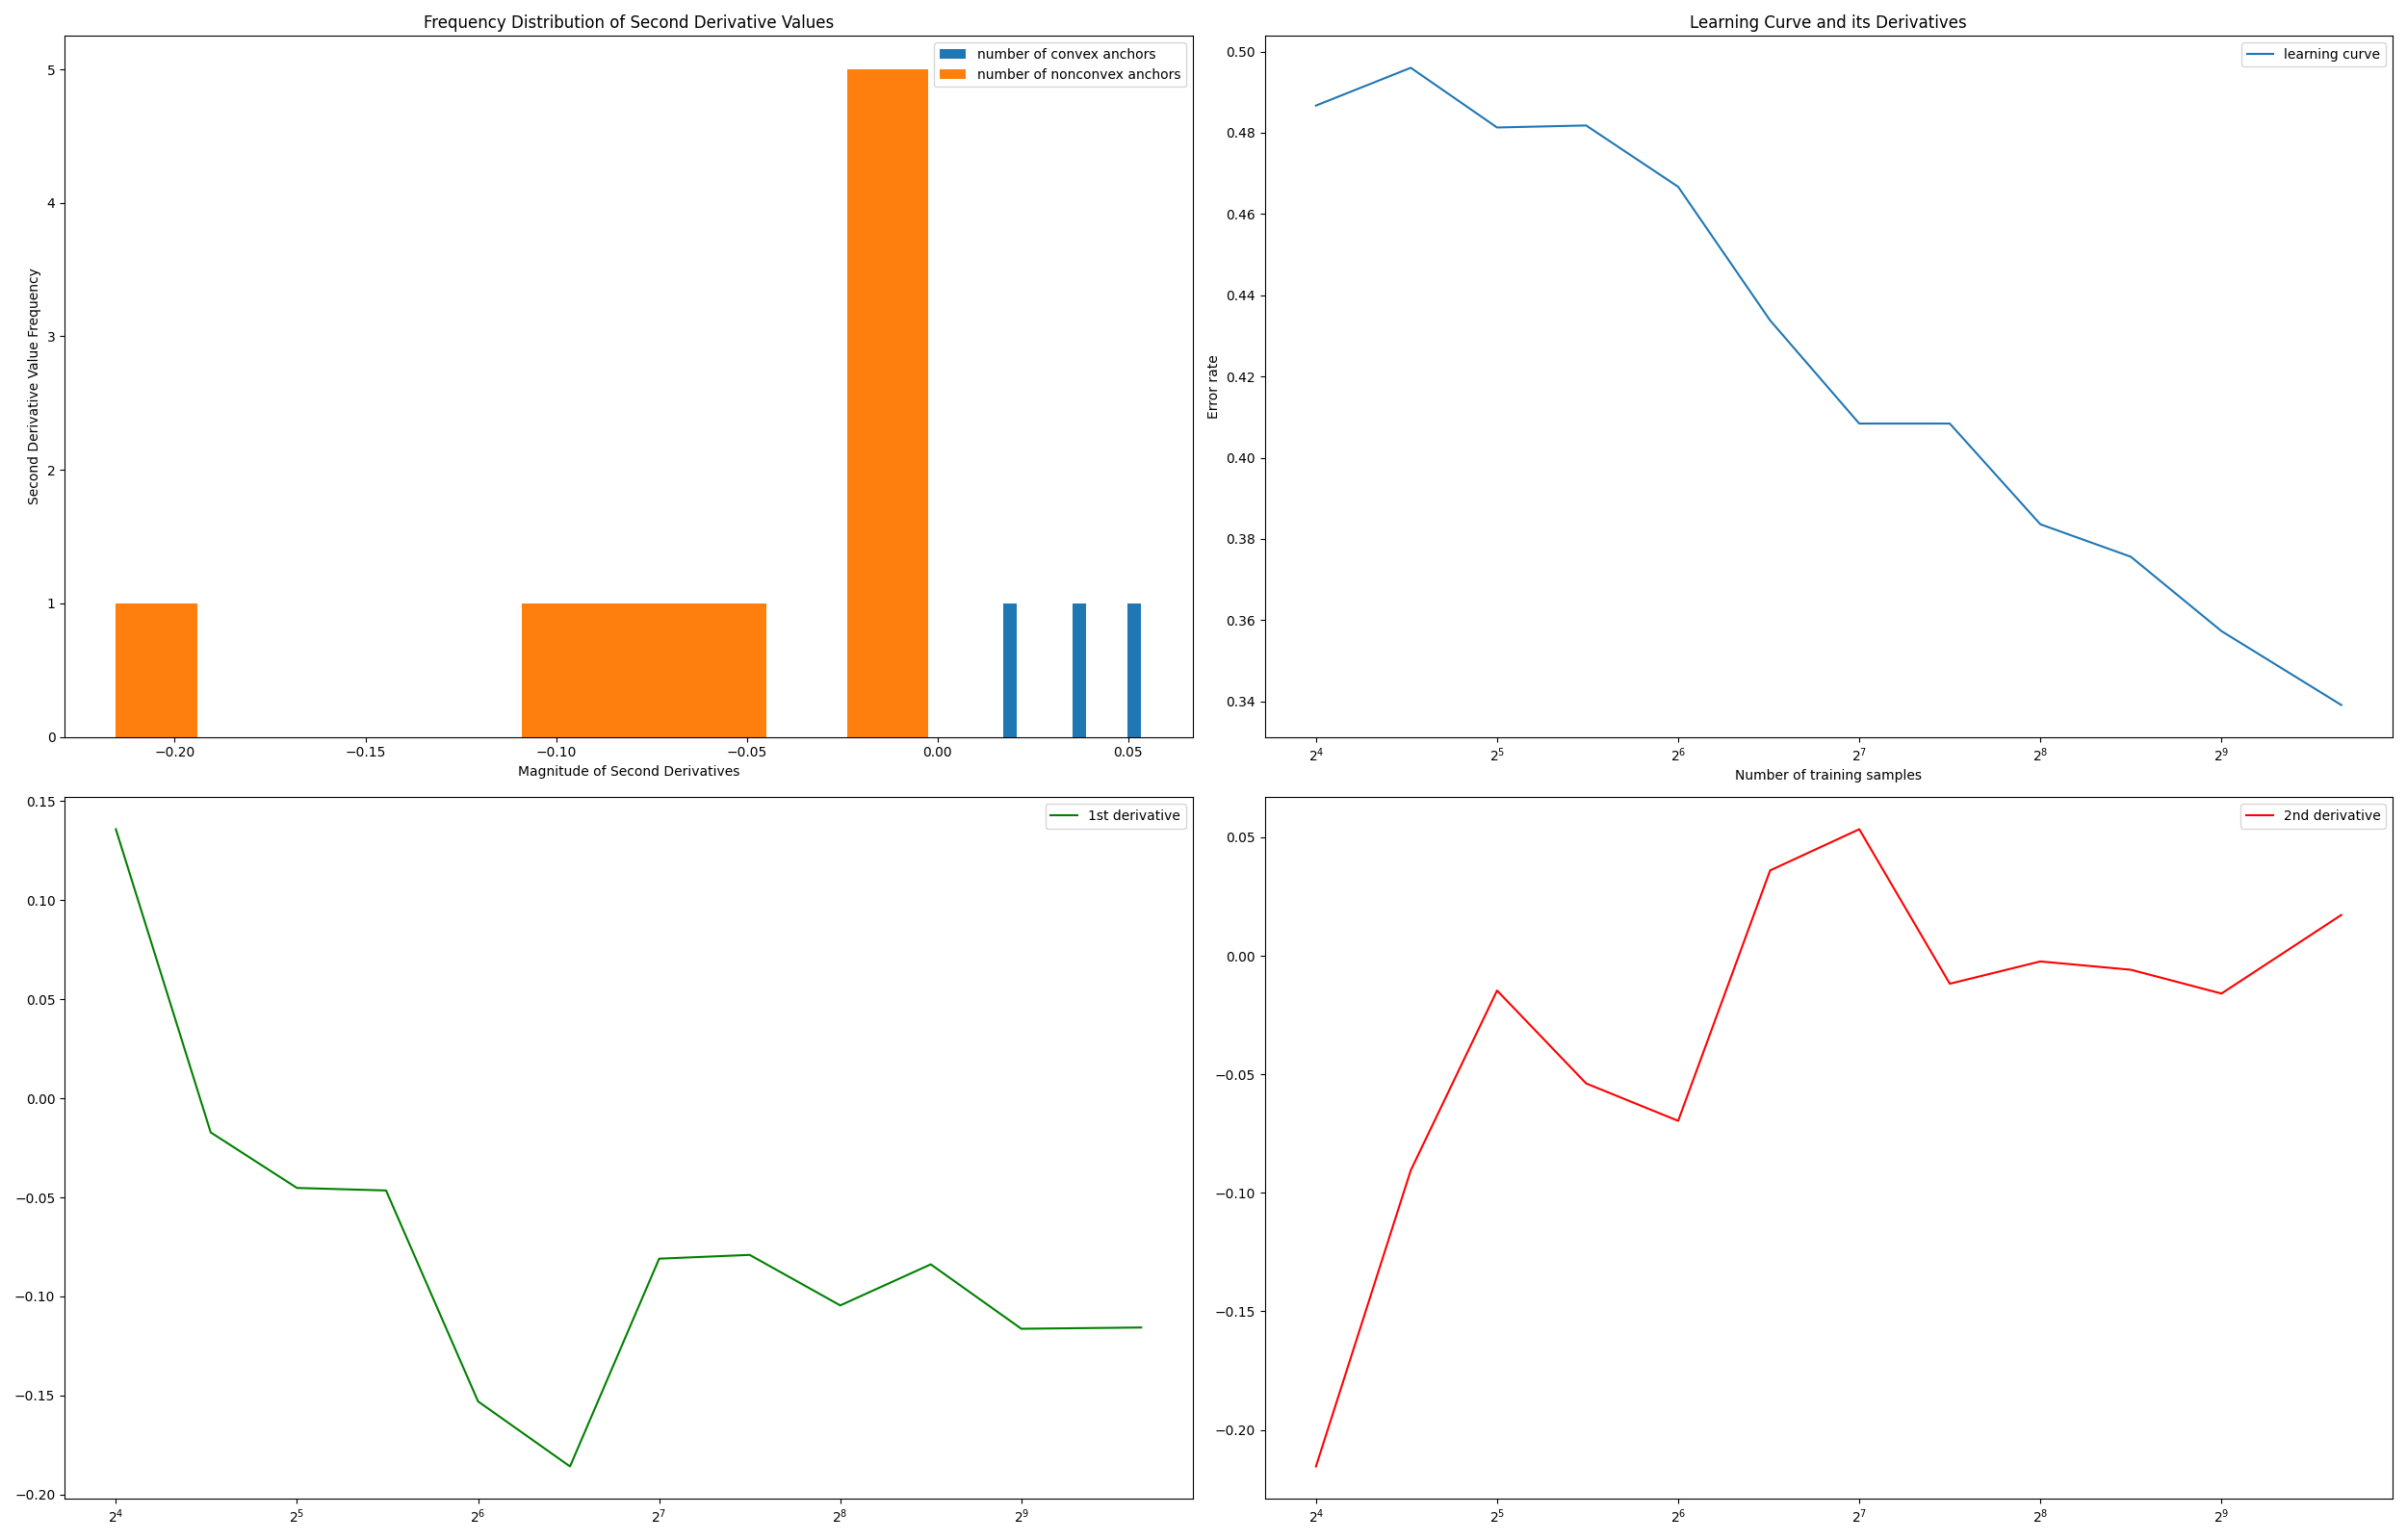 Frequency Distribution of Second Derivative Values
number of convex anchors
number of nonconvex anchors
5
4
3
2
1
0
Second Derivative Value Frequency
−0.20 −0.15 −0.10 −0.05 0.00 0.05
Magnitude of Second Derivatives
Learning Curve and its Derivatives
learning curve
0.50
0.48
0.46
0.44
0.42
0.40
0.38
0.36
0.34
Error rate
2⁴ 2⁵ 2⁶ 2⁷ 2⁸ 2⁹
Number of training samples
1st derivative
0.15
0.10
0.05
0.00
−0.05
−0.10
−0.15
−0.20
2⁴ 2⁵ 2⁶ 2⁷ 2⁸ 2⁹
2nd derivative
0.05
0.00
−0.05
−0.10
−0.15
−0.20
2⁴ 2⁵ 2⁶ 2⁷ 2⁸ 2⁹